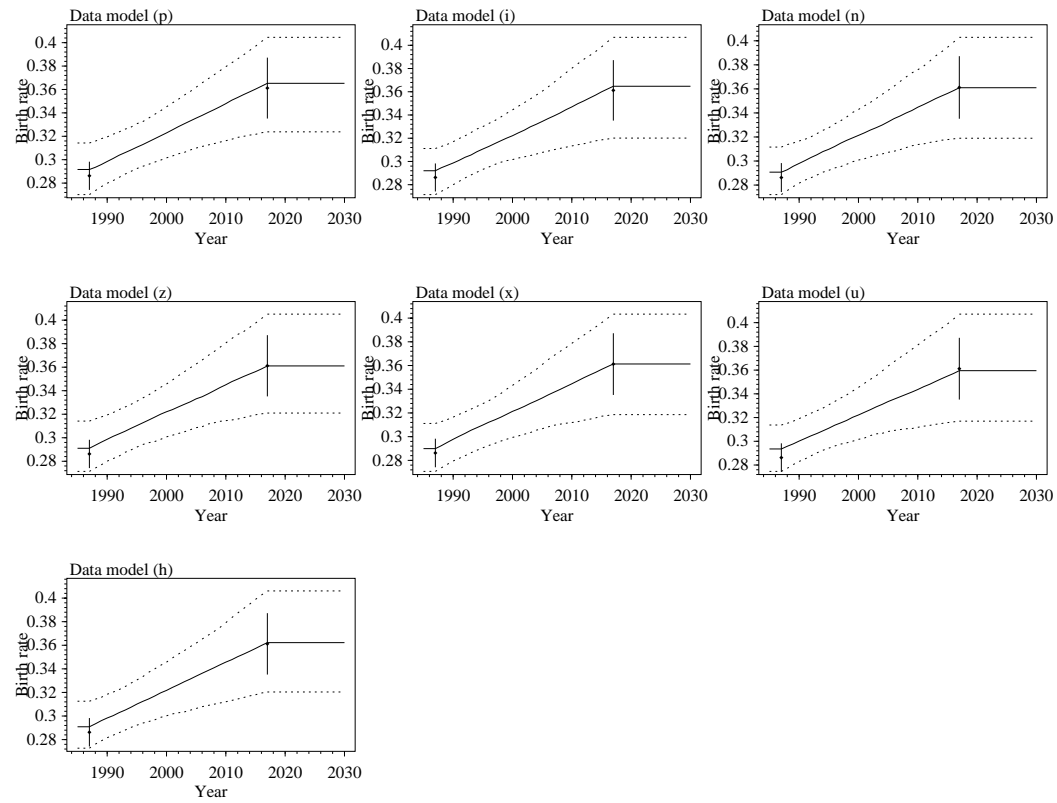 Data model (p)
Birth rate
0.4
0.38
0.36
0.34
0.32
0.3
0.28
1990 2000 2010 2020 2030
Year
Data model (i)
Birth rate
0.4
0.38
0.36
0.34
0.32
0.3
0.28
1990 2000 2010 2020 2030
Year
Data model (n)
Birth rate
0.4
0.38
0.36
0.34
0.32
0.3
0.28
1990 2000 2010 2020 2030
Year
Data model (z)
Birth rate
0.4
0.38
0.36
0.34
0.32
0.3
0.28
1990 2000 2010 2020 2030
Year
Data model (x)
Birth rate
0.4
0.38
0.36
0.34
0.32
0.3
0.28
1990 2000 2010 2020 2030
Year
Data model (u)
Birth rate
0.4
0.38
0.36
0.34
0.32
0.3
0.28
1990 2000 2010 2020 2030
Year
Data model (h)
Birth rate
0.4
0.38
0.36
0.34
0.32
0.3
0.28
1990 2000 2010 2020 2030
Year